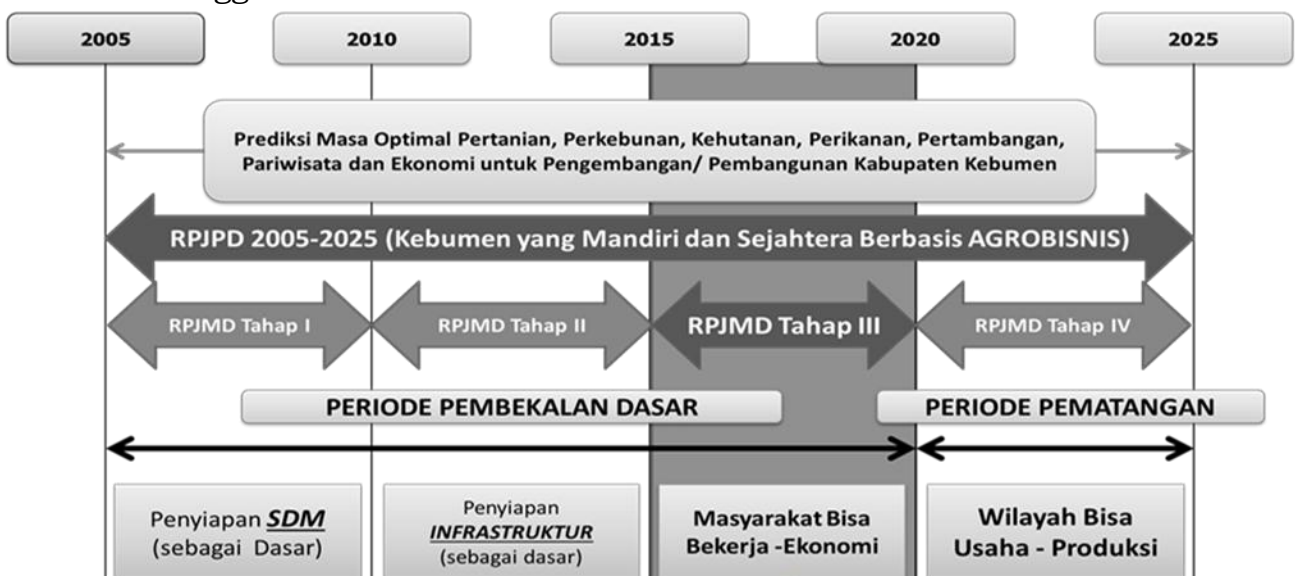 2005
2010
2015
2020
2025
Prediksi Masa Optimal Pertanian, Perkebunan, Kehutanan, Perikanan, Pertambangan,
Pariwisata dan Ekonomi untuk Pengembangan/ Pembangunan Kabupaten Kebumen
RPJPD 2005-2025 (Kebumen yang Mandiri dan Sejahtera Berbasis AGROBISNIS)
RPJMD Tahap I
RPJMD Tahap II
RPJMD Tahap III
RPJMD Tahap IV
PERIODE PEMBEKALAN DASAR
PERIODE PEMATANGAN
Penyiapan SDM
(sebagai Dasar)
Penyiapan
INFRASTRUKTUR
(sebagai dasar)
Masyarakat Bisa
Bekerja -Ekonomi
Wilayah Bisa
Usaha - Produksi